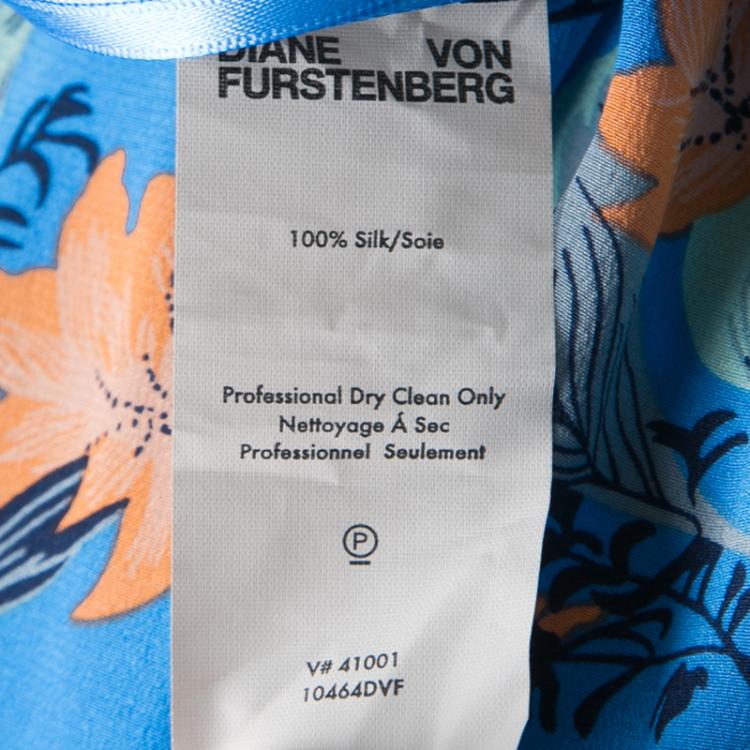 DIANE VON
FURSTENBERG
100% Silk/Soie
Professional Dry Clean Only
Nettoyage Á Sec
Professionnel Seulement
P
V# 41001
10464DVF